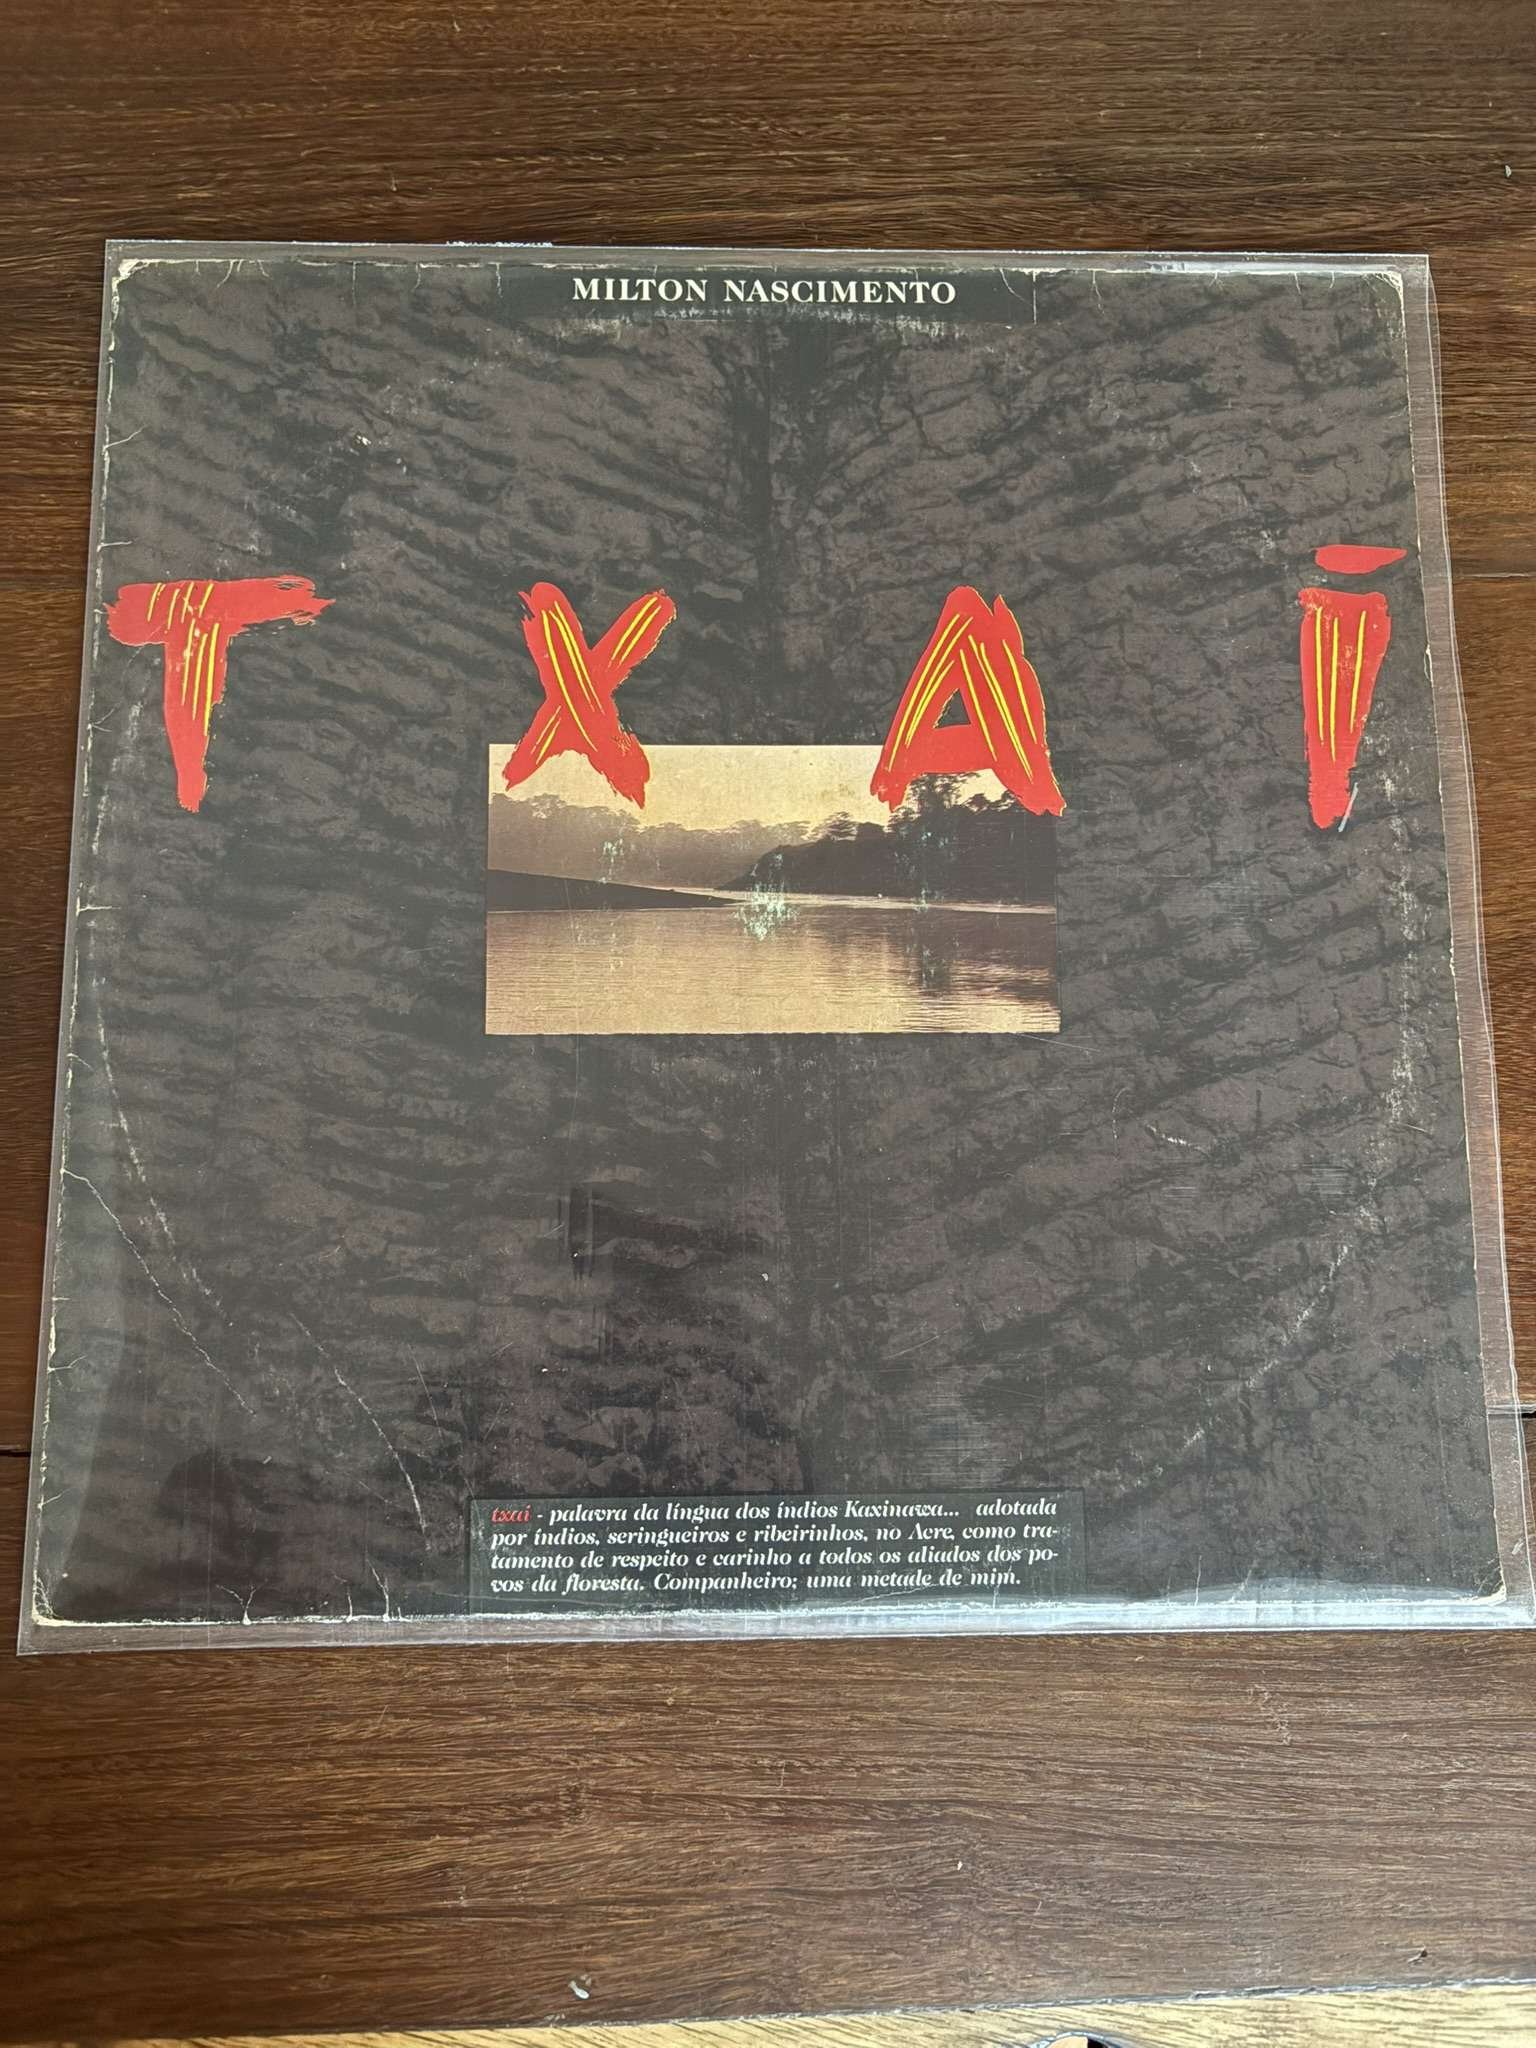 MILTON NASCIMENTO
TXAI
txai - palavra da língua dos índios Kaxinawa... adotada
por índios, seringueiros e ribeirinhos, no Acre, como tra-
tamento de respeito e carinho a todos os aliados dos po-
vos da floresta. Companheiro; uma metade de mim.